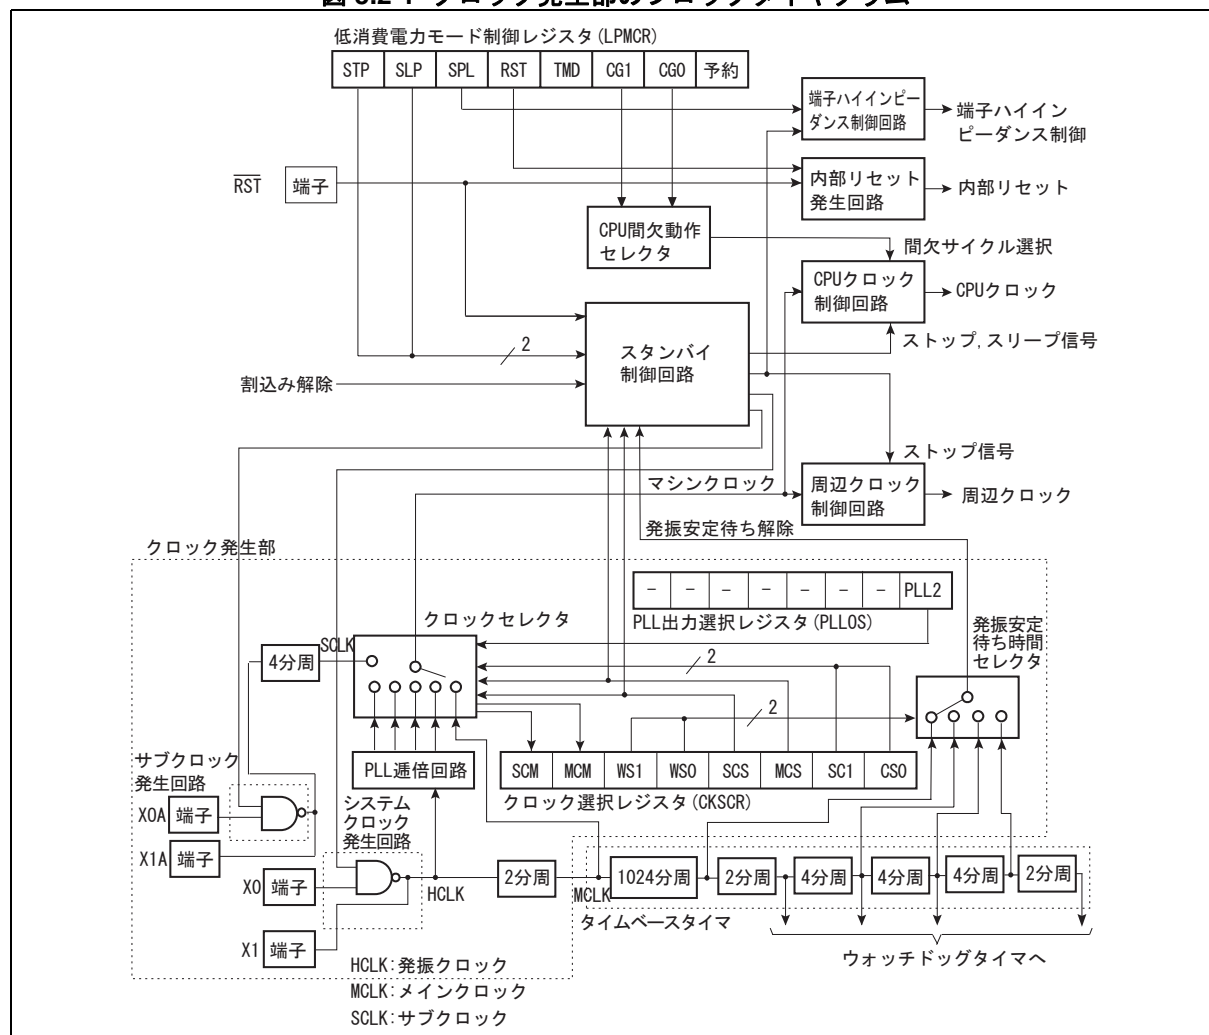 低消費電力モード制御レジスタ(LPMCR)
STP SLP SPL RST TMD CG1 CG0 予約
端子ハイインピー
ダンス制御回路
端子ハイイン
ピーダンス制御
RST 端子
内部リセット
発生回路
内部リセット
CPU間欠動作
セレクタ
間欠サイクル選択
CPUクロック
制御回路
CPUクロック
スタンバイ
制御回路
2
ストップ,スリープ信号
割込み解除
ストップ信号
マシンクロック
周辺クロック
制御回路
周辺クロック
発振安定待ち解除
クロック発生部
- - - - - - - PLL2
PLL出力選択レジスタ(PLLOS)
クロックセレクタ
発振安定
待ち時間
セレクタ
SCLK
4分周
2
2
PLL逓倍回路
SCM MCM WS1 WS0 SCS MCS SC1 CS0
クロック選択レジスタ(CKSCR)
サブクロック
発生回路
システム
クロック
発生回路
X0A 端子
X1A 端子
X0 端子
X1 端子
HCLK
2分周
MCLK
1024分周 2分周 4分周 4分周 4分周 2分周
タイムベースタイマ
ウォッチドッグタイマへ
HCLK:発振クロック
MCLK:メインクロック
SCLK:サブクロック